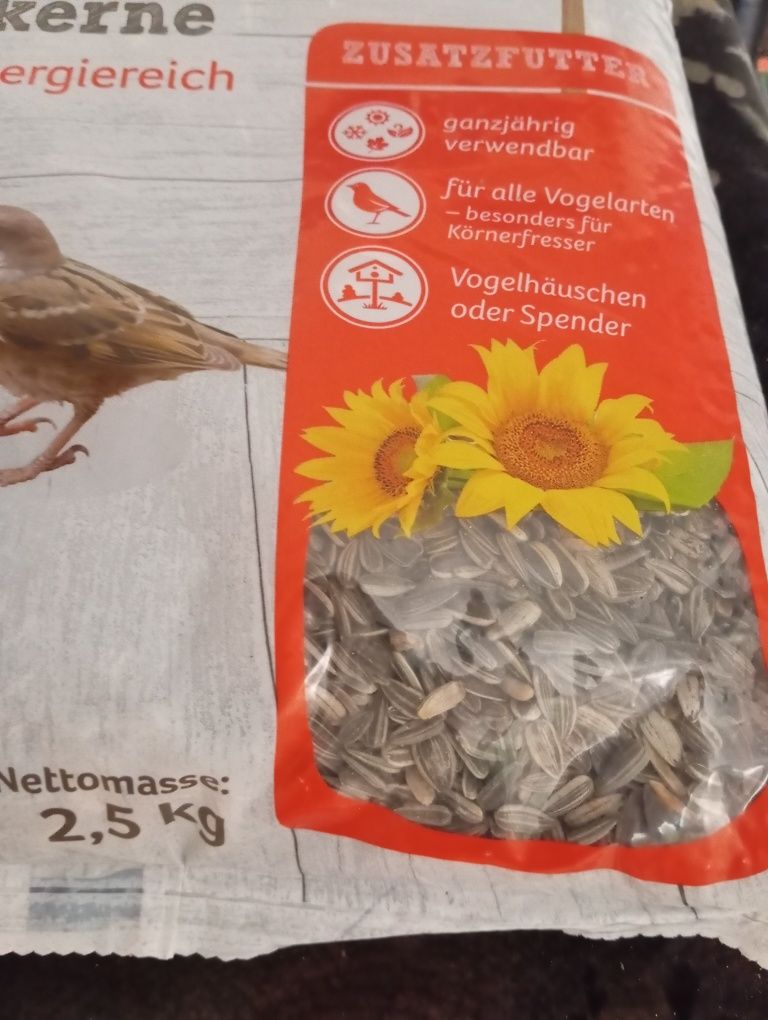 kerne
ergiereich
ZUSATZFUTTER
ganzjährig
verwendbar
für alle Vogelarten
– besonders für
Körnerfresser
Vogelhäuschen
oder Spender
Nettomasse:
2,5 kg